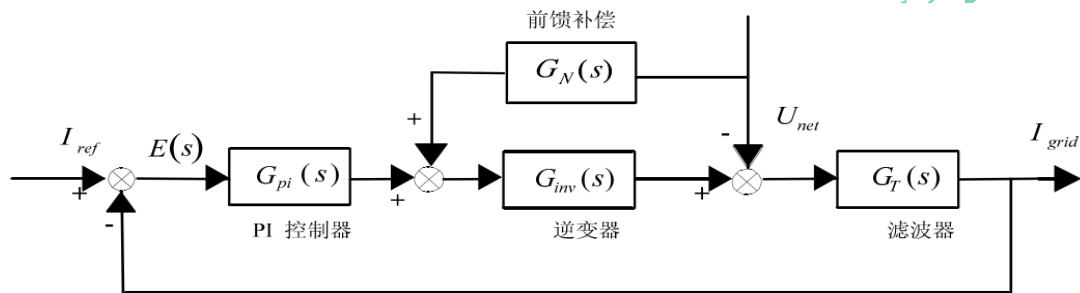 前馈补偿
G_N(s)
+
-
U_net
I_ref
E(s)
G_pi(s)
G_inv(s)
G_T(s)
I_grid
+
+
+
-
PI 控制器
逆变器
滤波器